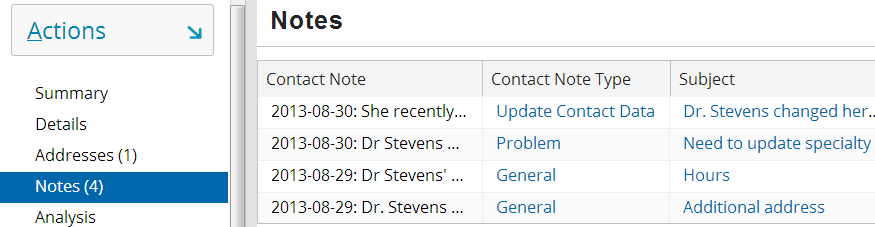 Actions
Summary
Details
Addresses (1)
Notes (4)
Analysis
Notes
Contact Note Contact Note Type Subject
2013-08-30: She recently... Update Contact Data Dr. Stevens changed her...
2013-08-30: Dr Stevens ... Problem Need to update specialty
2013-08-29: Dr Stevens' ... General Hours
2013-08-29: Dr. Stevens ... General Additional address